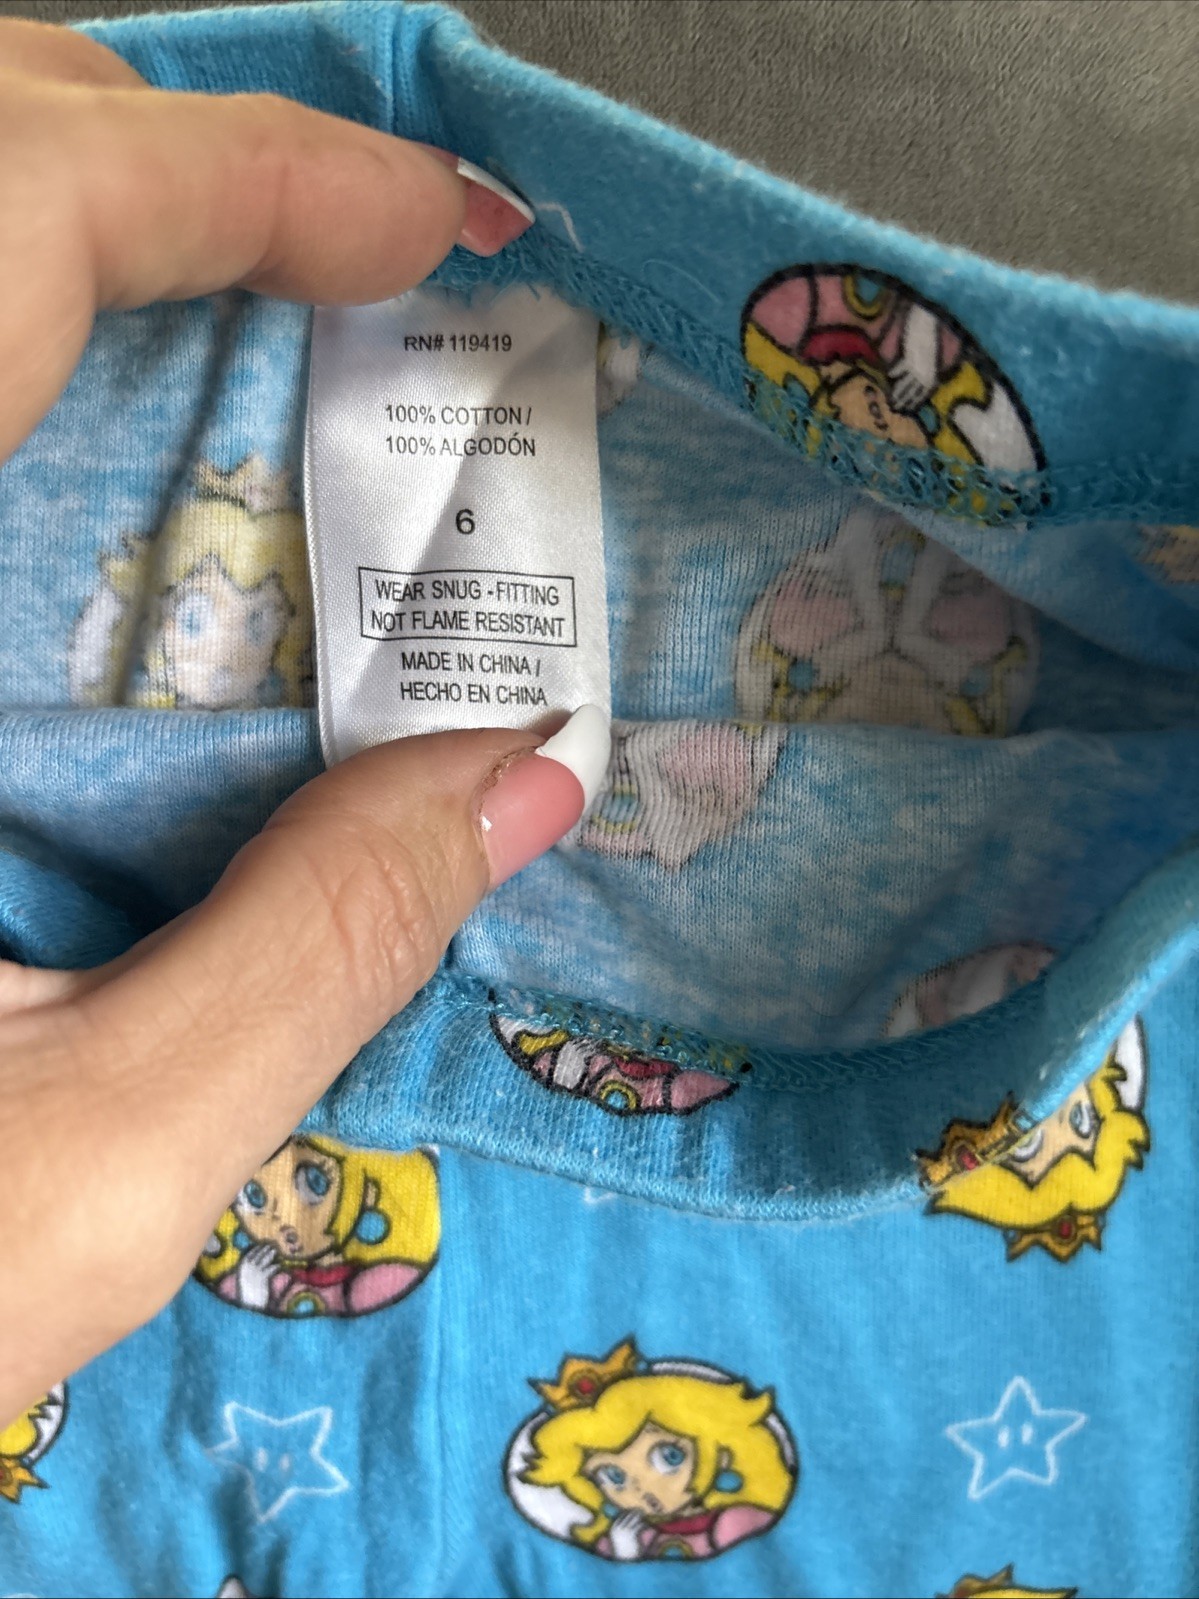 RN# 119419
100% COTTON /
100% ALGODÓN
6
WEAR SNUG -FITTING
NOT FLAME RESISTANT
MADE IN CHINA /
HECHO EN CHINA